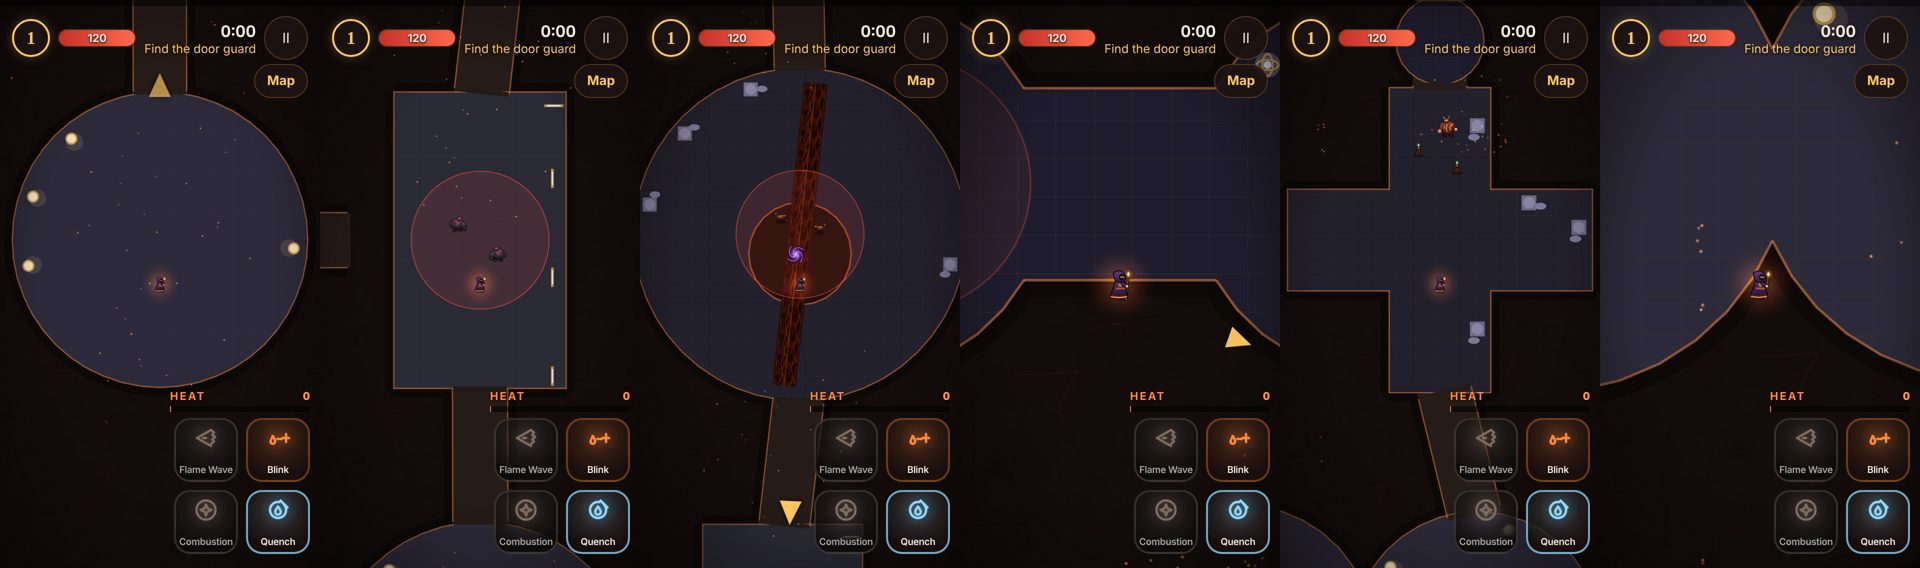 1
120
0:00
Find the door guard
Map
HEAT
0
Flame Wave
Blink
Combustion
Quench
1
120
0:00
Find the door guard
Map
HEAT
0
Flame Wave
Blink
Combustion
Quench
1
120
0:00
Find the door guard
Map
HEAT
0
Flame Wave
Blink
Combustion
Quench
1
120
0:00
Find the door guard
Map
HEAT
0
Flame Wave
Blink
Combustion
Quench
1
120
0:00
Find the door guard
Map
HEAT
0
Flame Wave
Blink
Combustion
Quench
1
120
0:00
Find the door guard
Map
HEAT
0
Flame Wave
Blink
Combustion
Quench